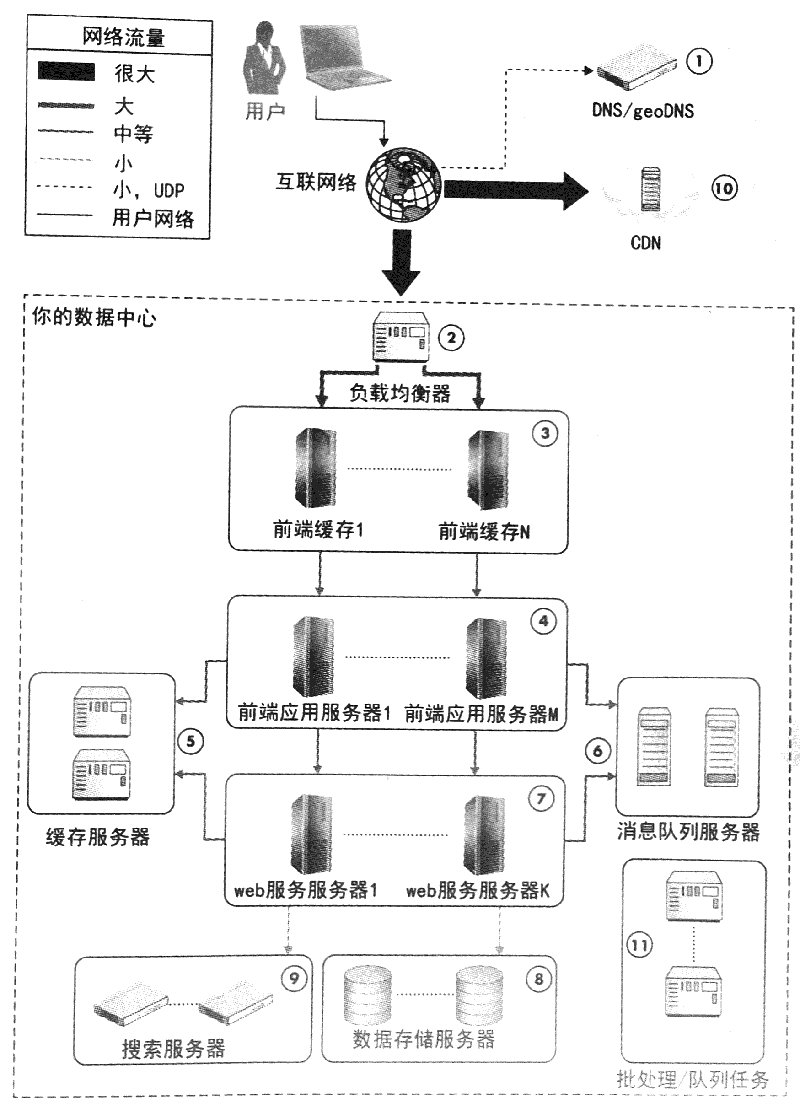 网络流量
很大
大
中等
小
小，UDP
用户网络
用户
1
DNS/geoDNS
互联网络
10
CDN
你的数据中心
2
负载均衡器
3
前端缓存1
前端缓存N
4
前端应用服务器1
前端应用服务器M
5
缓存服务器
6
消息队列服务器
7
web服务服务器1
web服务服务器K
9
搜索服务器
8
数据存储服务器
11
批处理/队列任务